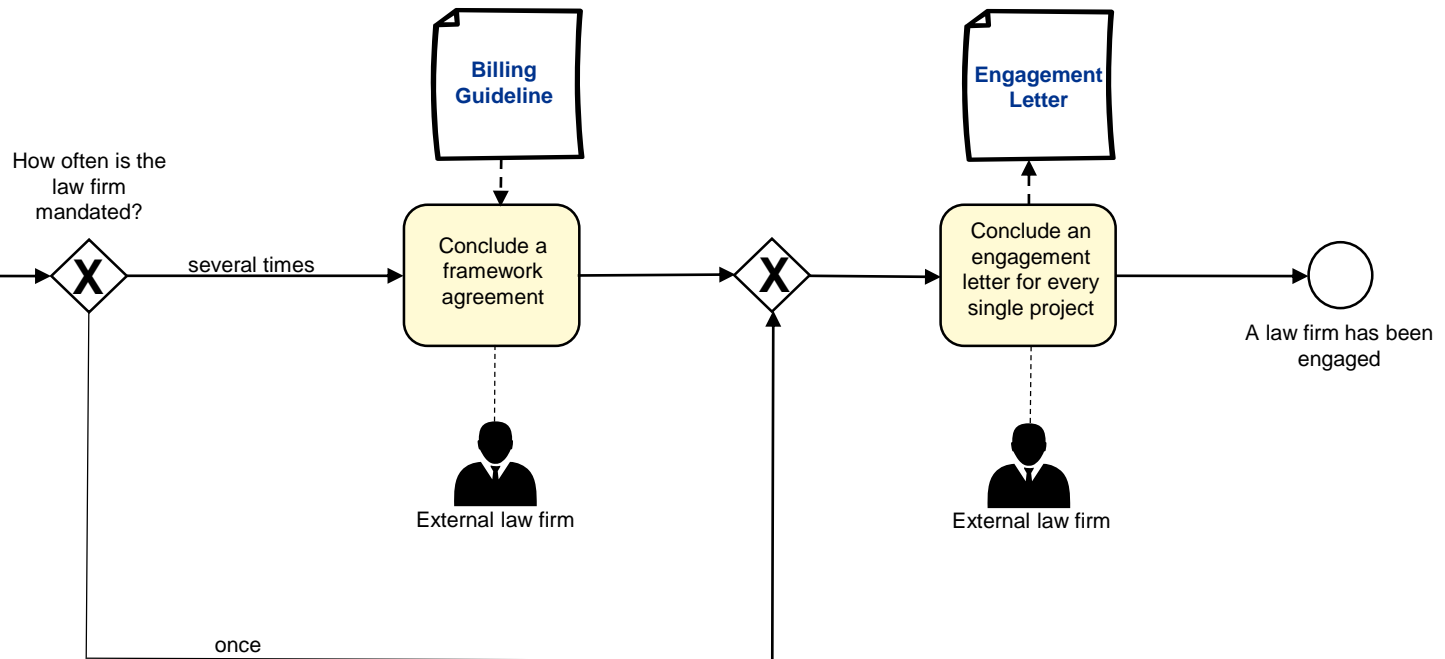 Billing
Guideline
Engagement
Letter
How often is the
law firm
mandated?
X
several times
Conclude a
framework
agreement
X
Conclude an
engagement
letter for every
single project
A law firm has been
engaged
External law firm
External law firm
once